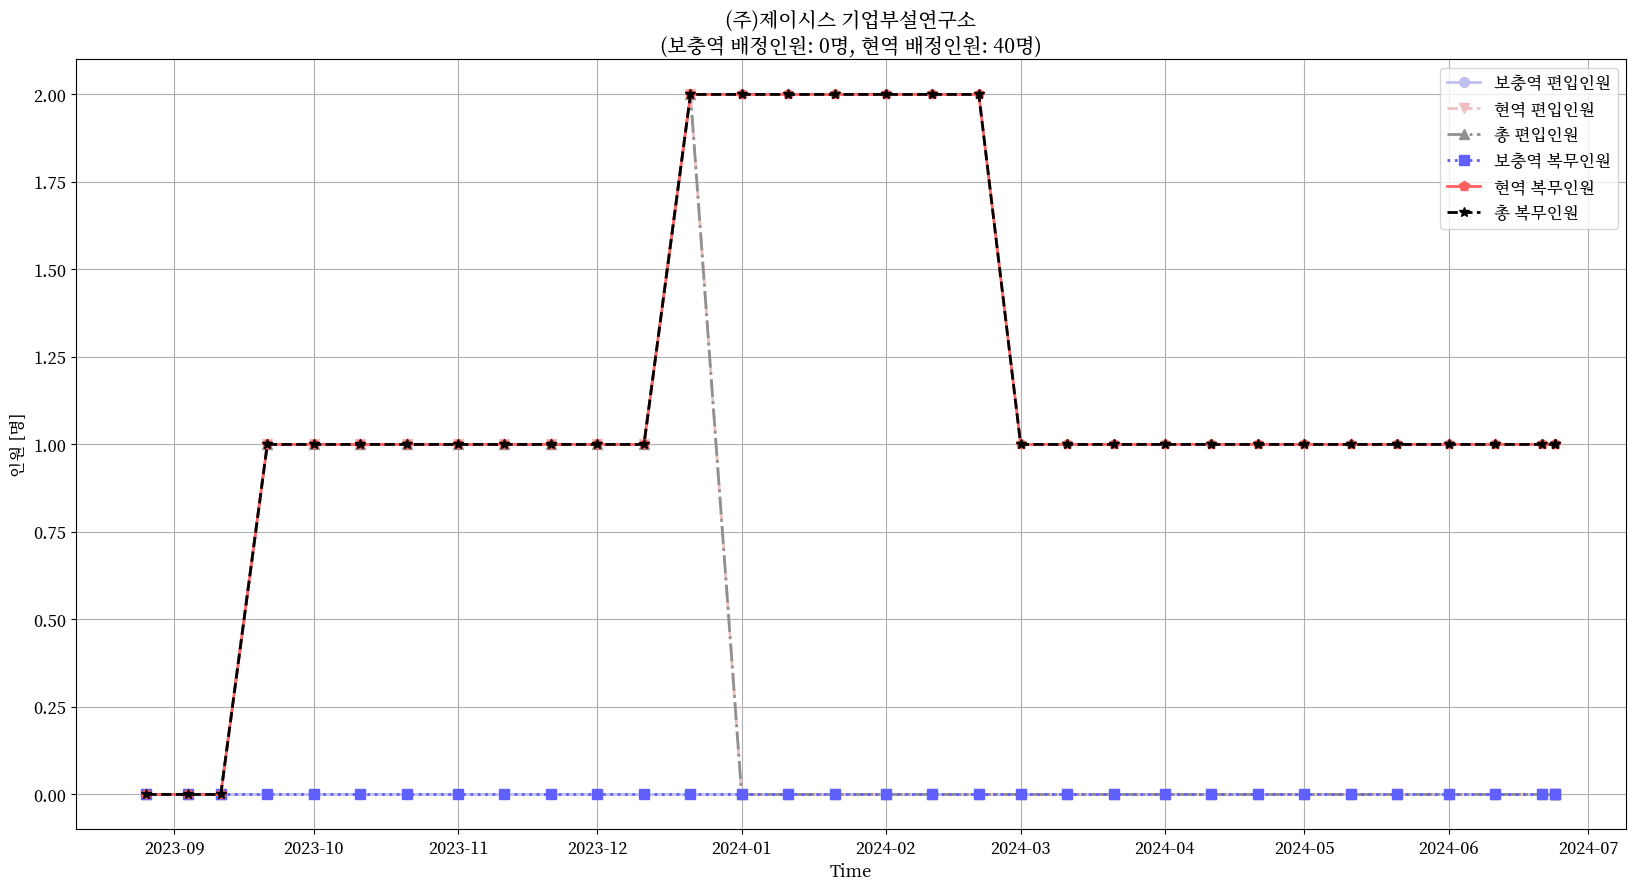 (주)제이시스 기업부설연구소
(보충역 배정인원: 0명, 현역 배정인원: 40명)
보충역 편입인원
현역 편입인원
총 편입인원
보충역 복무인원
현역 복무인원
총 복무인원
인원 [명]
2.00
1.75
1.50
1.25
1.00
0.75
0.50
0.25
0.00
2023-09 2023-10 2023-11 2023-12 2024-01 2024-02 2024-03 2024-04 2024-05 2024-06 2024-07
Time